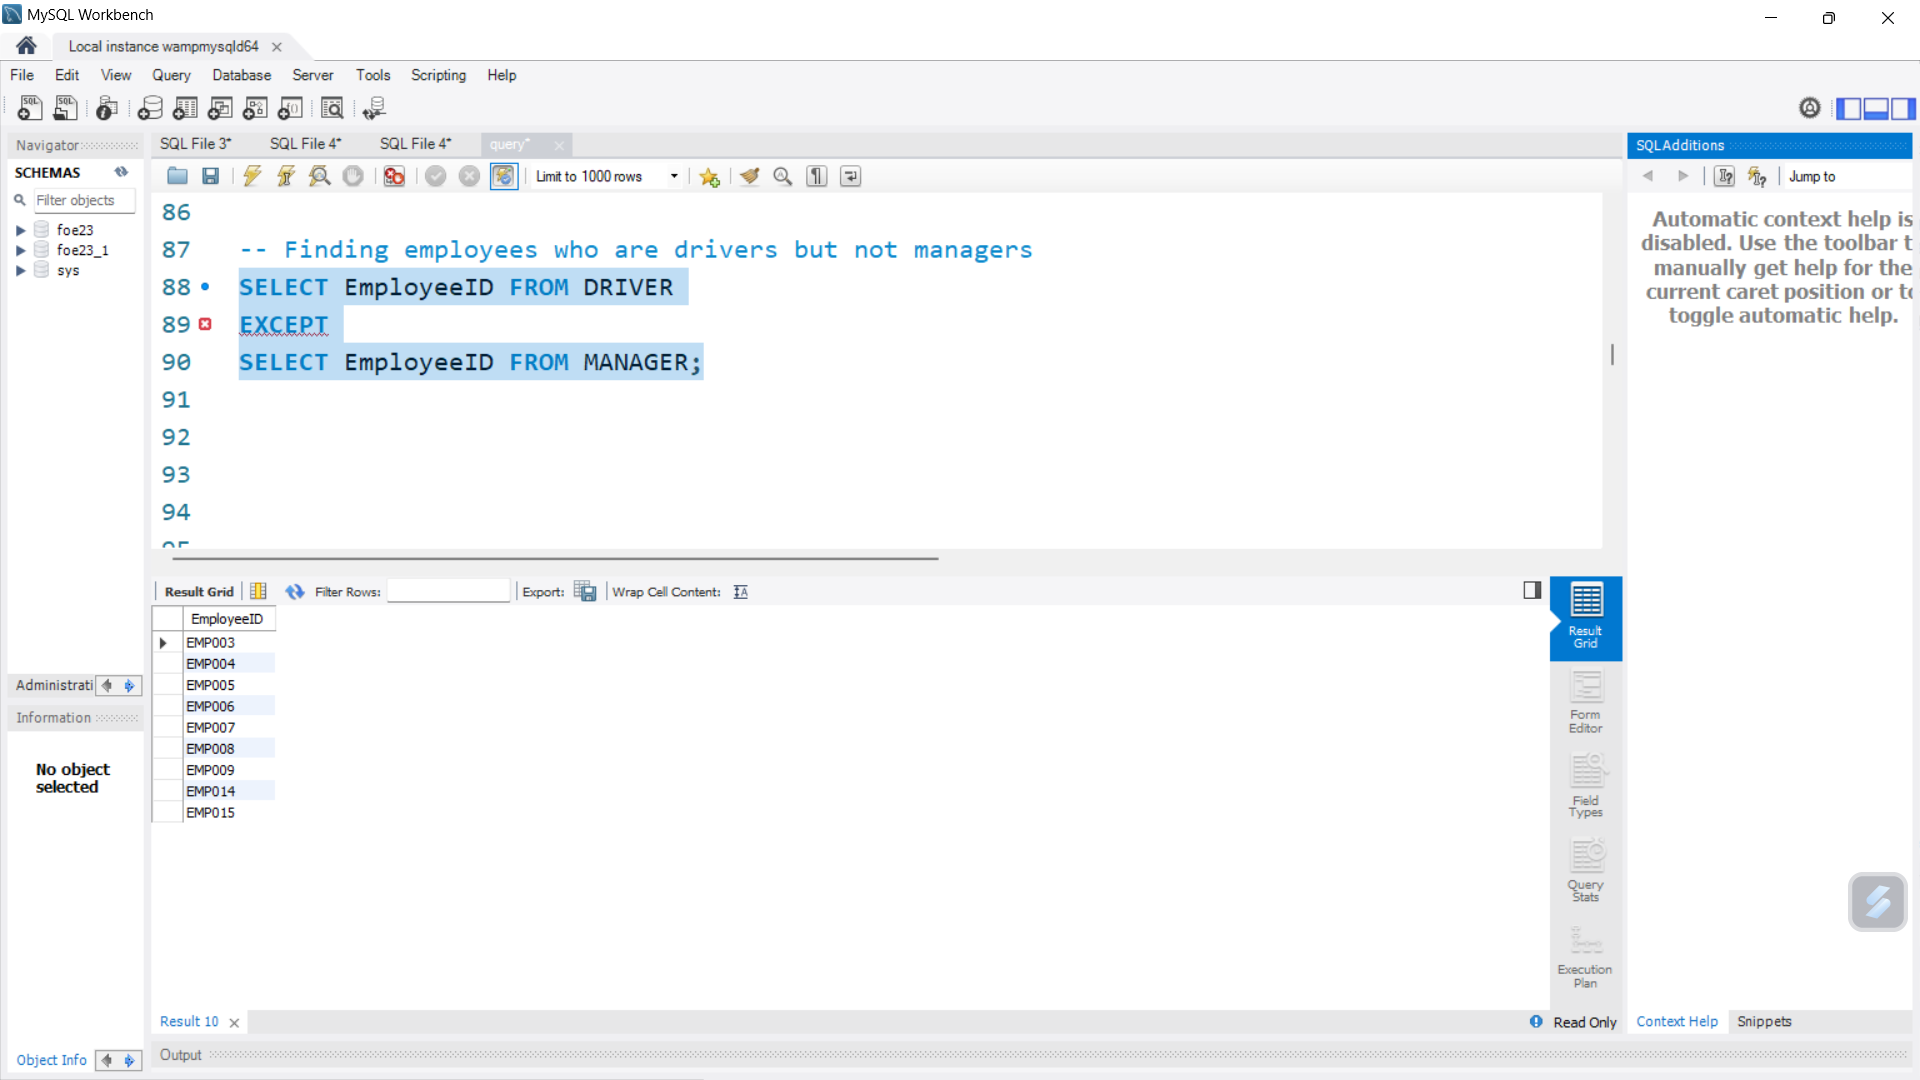 MySQL Workbench
Local instance wampmysqld64
File Edit View Query Database Server Tools Scripting Help
Navigator
SCHEMAS
Filter objects
foe23
foe23_1
sys
Administrati
Information
No object
selected
Object Info
SQL File 3*
SQL File 4*
SQL File 4*
query*
Limit to 1000 rows
86
87 -- Finding employees who are drivers but not managers
88 SELECT EmployeeID FROM DRIVER
89 EXCEPT
90 SELECT EmployeeID FROM MANAGER;
91
92
93
94
95
Result Grid
Filter Rows:
Export:
Wrap Cell Content:
EmployeeID
EMP003
EMP004
EMP005
EMP006
EMP007
EMP008
EMP009
EMP014
EMP015
Result
Grid
Form
Editor
Field
Types
Query
Stats
Execution
Plan
Result 10
Read Only
Output
SQLAdditions
Jump to
Automatic context help is
disabled. Use the toolbar t
manually get help for the
current caret position or to
toggle automatic help.
Context Help
Snippets